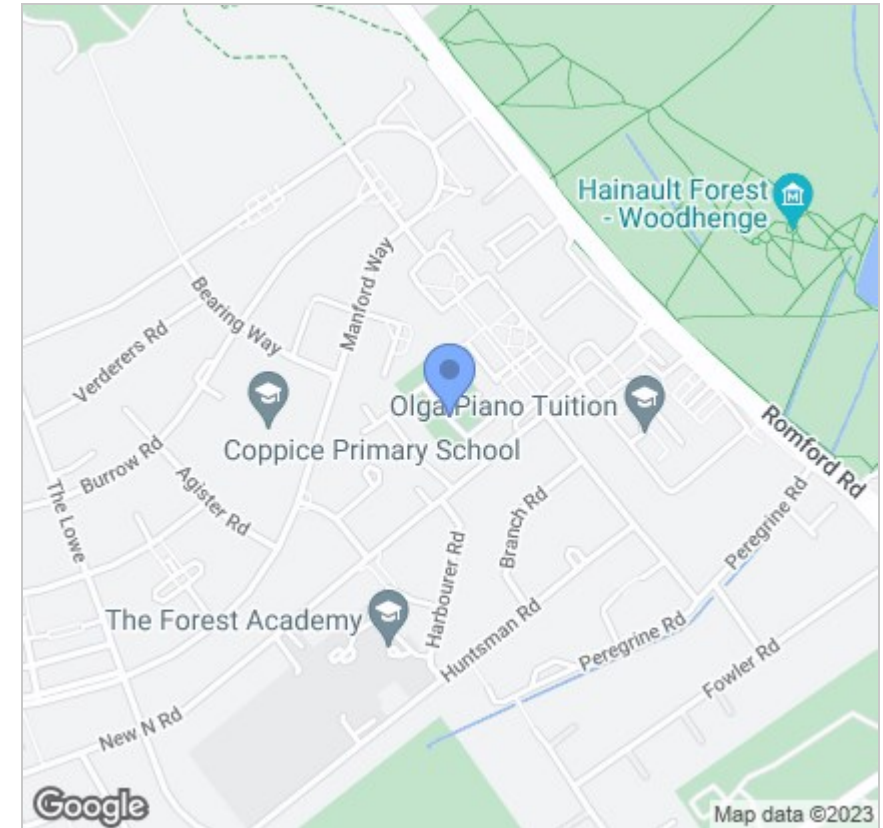 Hainault Forest
- Woodhenge
Manford Way
Bearing Way
Verderers Rd
Olga Piano Tuition
Coppice Primary School
Romford Rd
Burrow Rd
Agister Rd
The Lowe
Branch Rd
Peregrine Rd
Harbourer Rd
The Forest Academy
Huntsman Rd
Peregrine Rd
Fowler Rd
New N Rd
Google
Map data ©2023